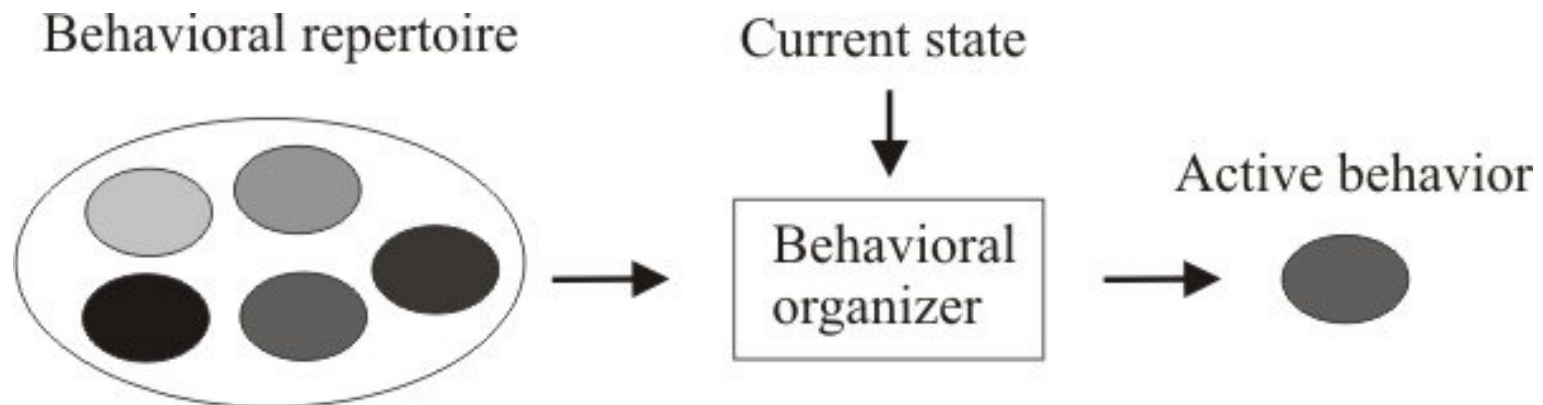 Behavioral repertoire
Current state
Active behavior
Behavioral
organizer